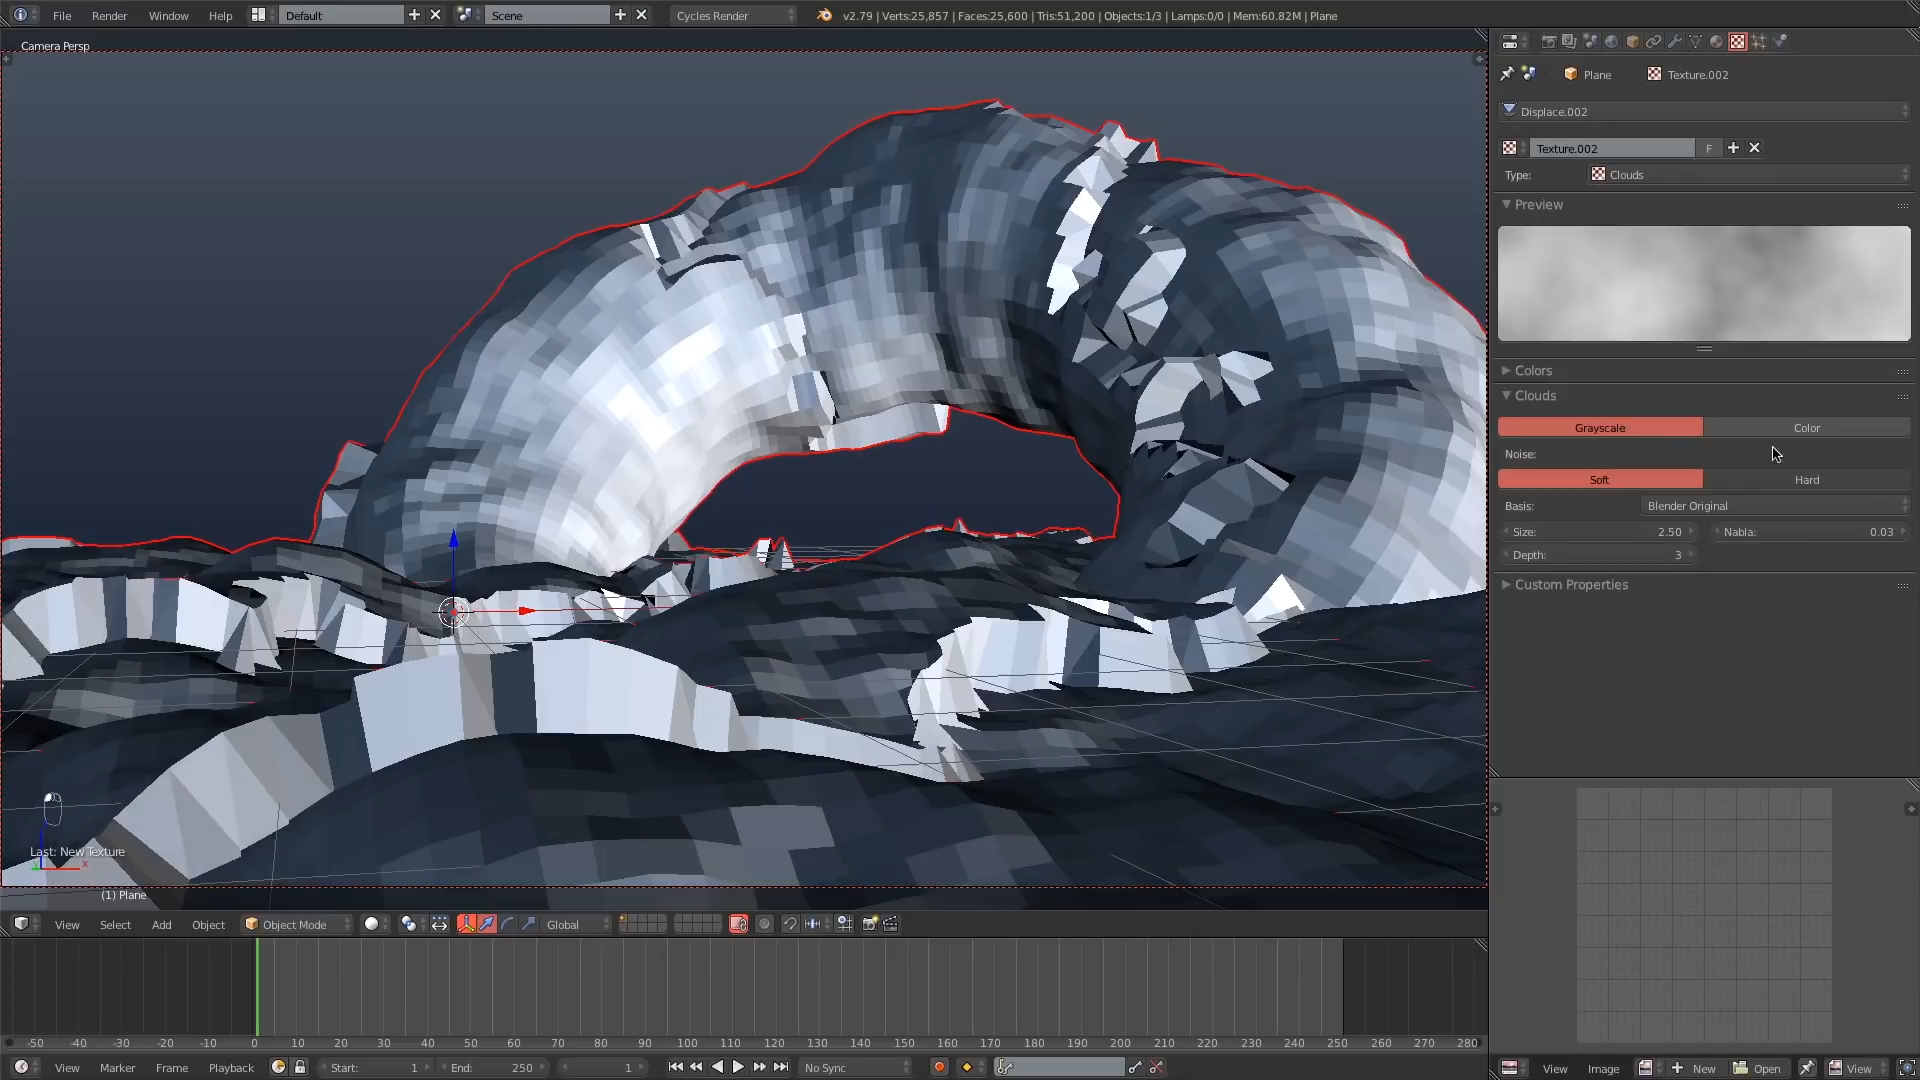 File Render Window Help Default Scene Cycles Render v2.79 | Verts:25,857 | Faces:25,600 | Tris:51,200 | Objects:1/3 | Lamps:0/0 | Mem:60.82M | Plane
Camera Persp
Plane Texture.002
Displace.002
Texture.002 F
Type: Clouds
Preview
Colors
Clouds
Grayscale Color
Noise:
Soft Hard
Basis: Blender Original
Size: 2.50 Nabla: 0.03
Depth: 3
Custom Properties
Last: New Texture
x
(1) Plane
View Select Add Object Object Mode Global
-50 -40 -30 -20 -10 0 10 20 30 40 50 60 70 80 90 100 110 120 130 140 150 160 170 180 190 200 210 220 230 240 250 260 270 280
View Marker Frame Playback Start: 1 End: 250 1 No Sync
View Image New Open View